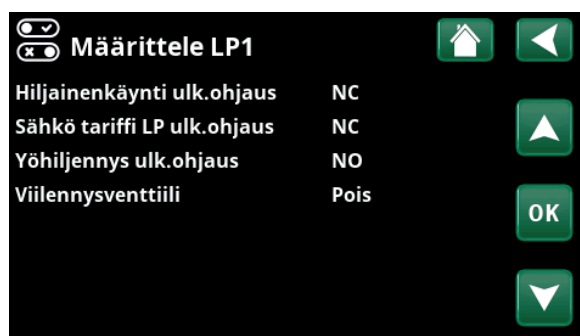 Määrittele LP1
Hiljainenkäynti ulk.ohjaus NC
Sähkö tariffi LP ulk.ohjaus NC
Yöhiljennys ulk.ohjaus NO
Viilennysventtiili Pois
OK